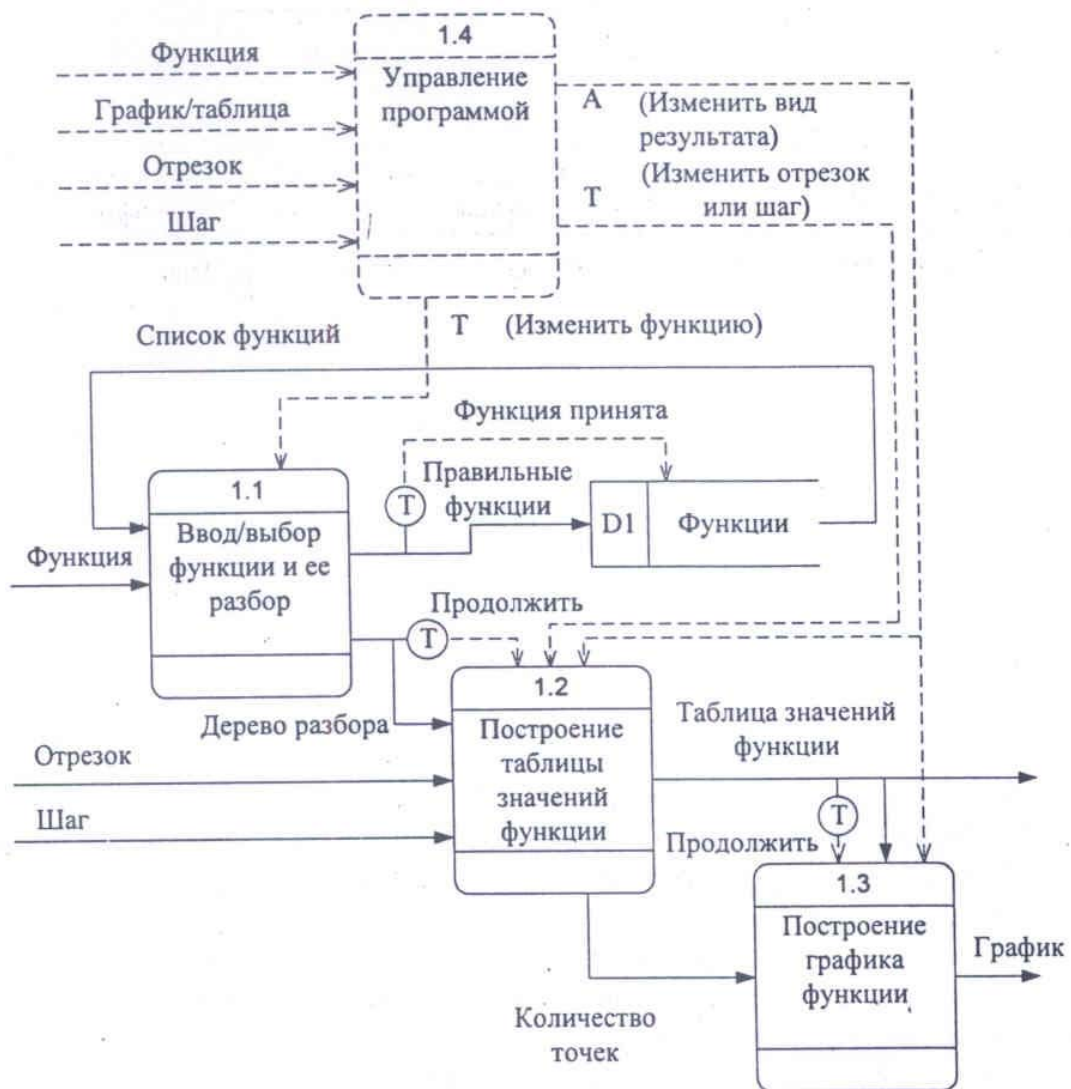 1.4
Функция
Управление
программой
График/таблица
А
(Изменить вид
результата)
Отрезок
(Изменить отрезок
или шаг)
Т
Шаг
Список функций
Т
(Изменить функцию)
Функция принята
1.1
Т
Правильные
функции
D1
Функции
Ввод/выбор
функции и ее
разбор
Функция
Продолжить
Т
1.2
Дерево разбора
Построение
таблицы
значений
функции
Таблица значений
функции
Отрезок
Шаг
Т
Продолжить
1.3
Построение
графика
функции
График
Количество
точек